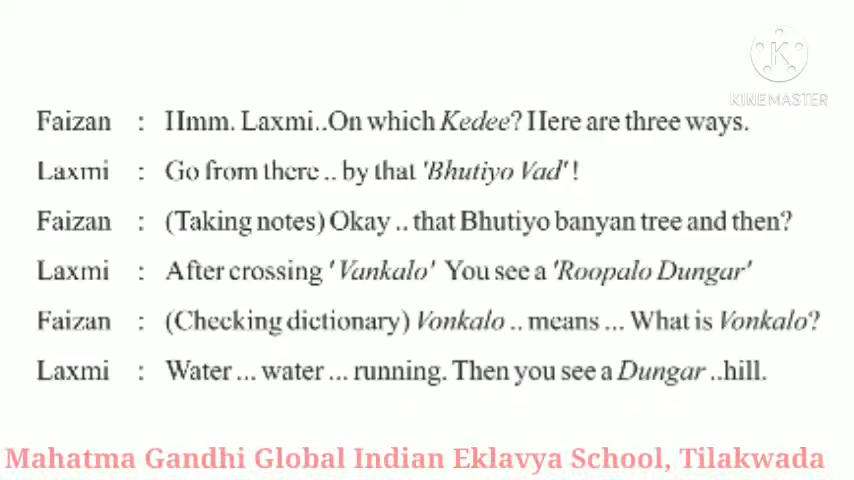 KINEMASTER
Faizan : Hmm. Laxmi..On which Kedee? Here are three ways.
Laxmi : Go from there .. by that 'Bhutiyo Vad'!
Faizan : (Taking notes) Okay .. that Bhutiyo banyan tree and then?
Laxmi : After crossing 'Vankalo' You see a 'Roopalo Dungar'
Faizan : (Checking dictionary) Vonkalo .. means ... What is Vonkalo?
Laxmi : Water ... water ... running. Then you see a Dungar ..hill.
Mahatma Gandhi Global Indian Eklavya School, Tilakwada